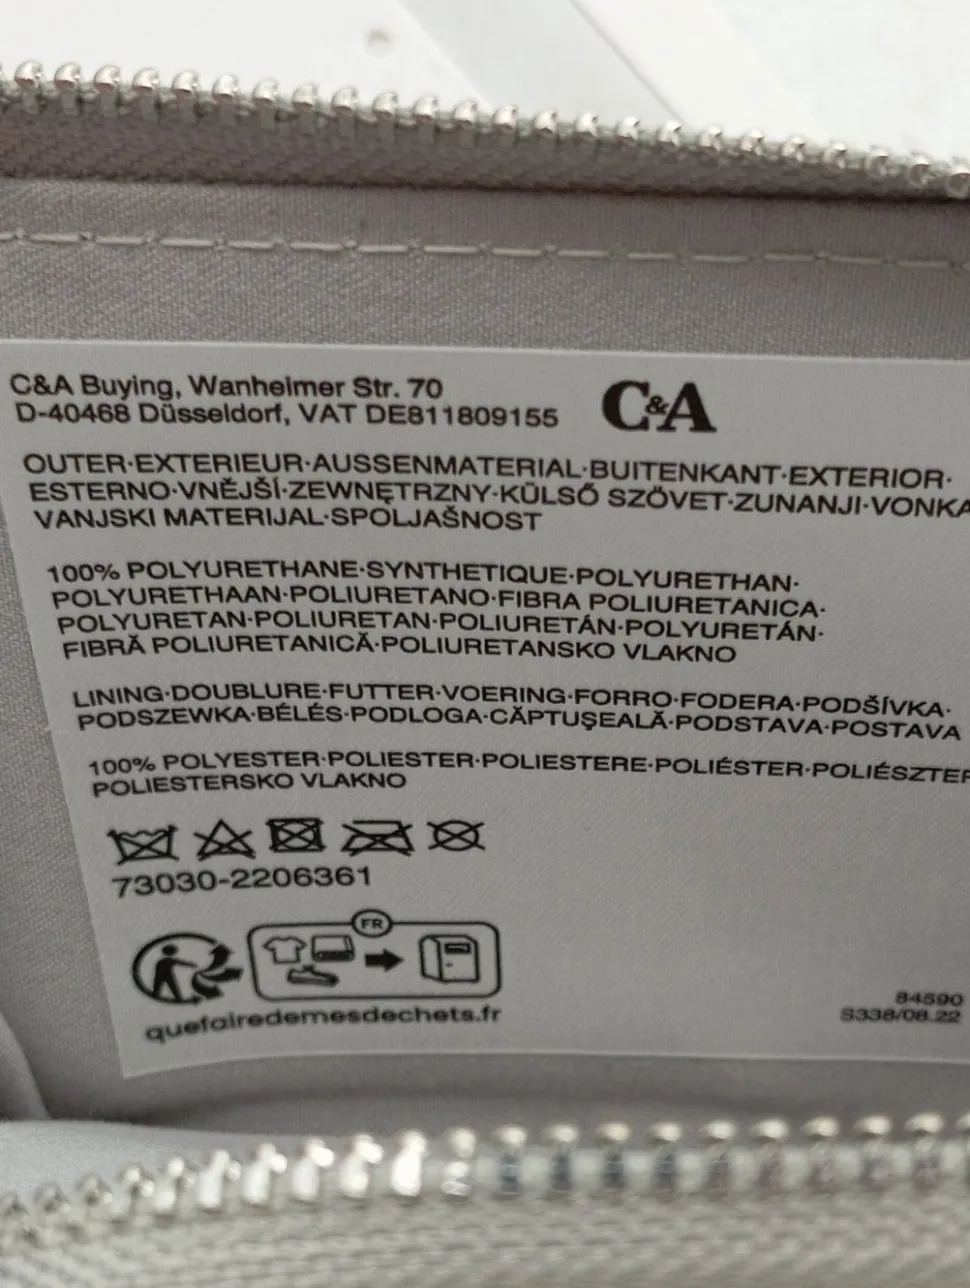 C&A Buying, Wanheimer Str. 70
D-40468 Düsseldorf, VAT DE811809155
C&A
OUTER·EXTERIEUR·AUSSENMATERIAL·BUITENKANT·EXTERIOR·
ESTERNO·VNĚJŠÍ·ZEWNĘTRZNY·KÜLSŐ SZÖVET·ZUNANJI·VONKA
VANJSKI MATERIJAL·SPOLJAŠNOST
100% POLYURETHANE·SYNTHETIQUE·POLYURETHAN·
POLYURETHAAN·POLIURETANO·FIBRA POLIURETANICA·
POLYURETAN·POLIURETAN·POLIURETÁN·POLYURETÁN·
FIBRĂ POLIURETANICĂ·POLIURETANSKO VLAKNO
LINING·DOUBLURE·FUTTER·VOERING·FORRO·FODERA·PODŠÍVKA·
PODSZEWKA·BÉLÉS·PODLOGA·CĂPTUŞEALĂ·PODSTAVA·POSTAVA
100% POLYESTER·POLIESTER·POLIESTERE·POLIÉSTER·POLIÉSZTER
POLIESTERSKO VLAKNO
73030-2206361
FR
quefairedemesdechets.fr
84590
S338/08.22